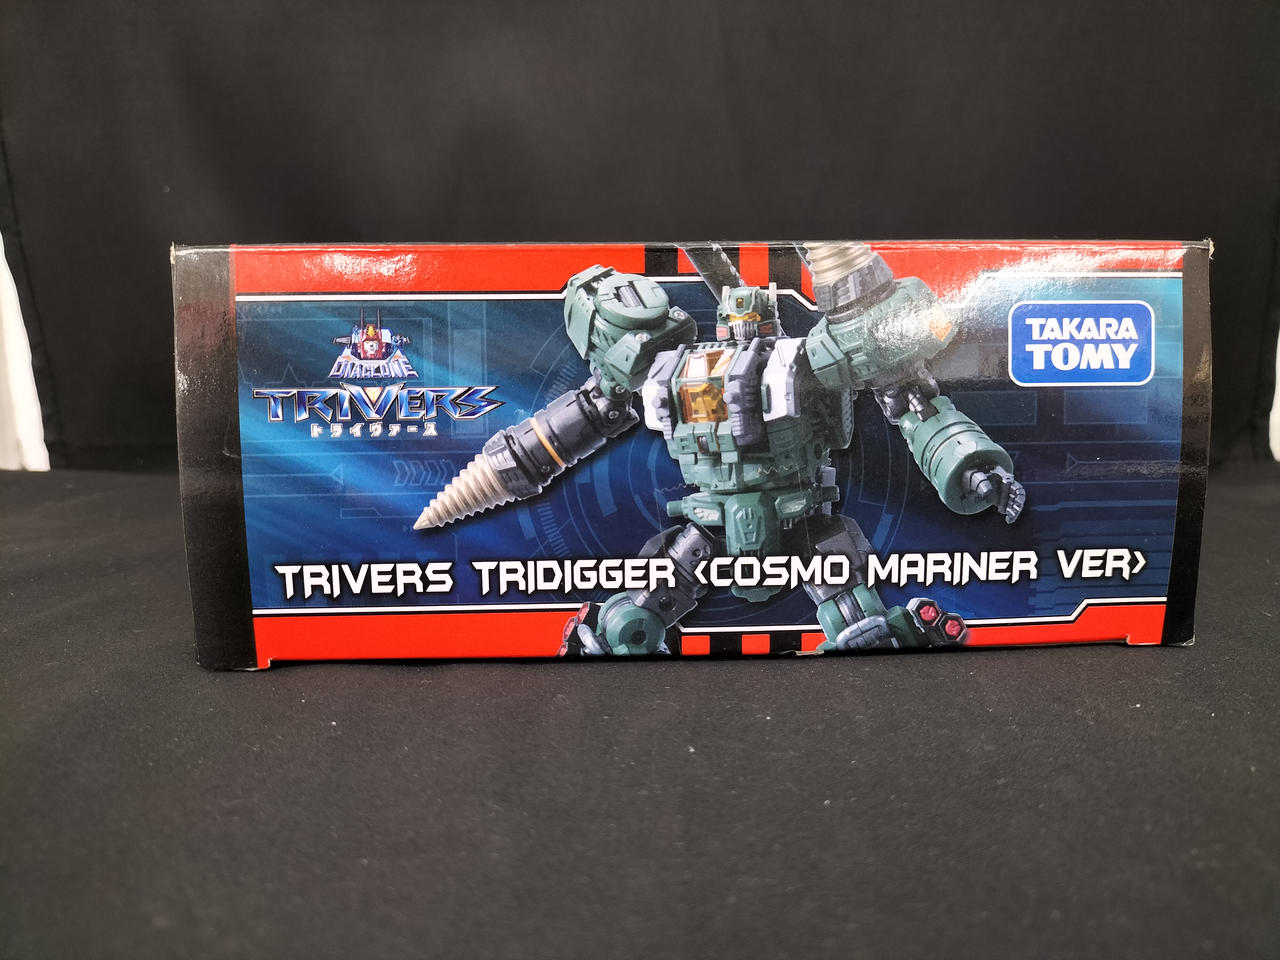 DIACLONE
TRIVERS
トライヴァース
TAKARA
TOMY
TRIVERS TRIDIGGER <COSMO MARINER VER>